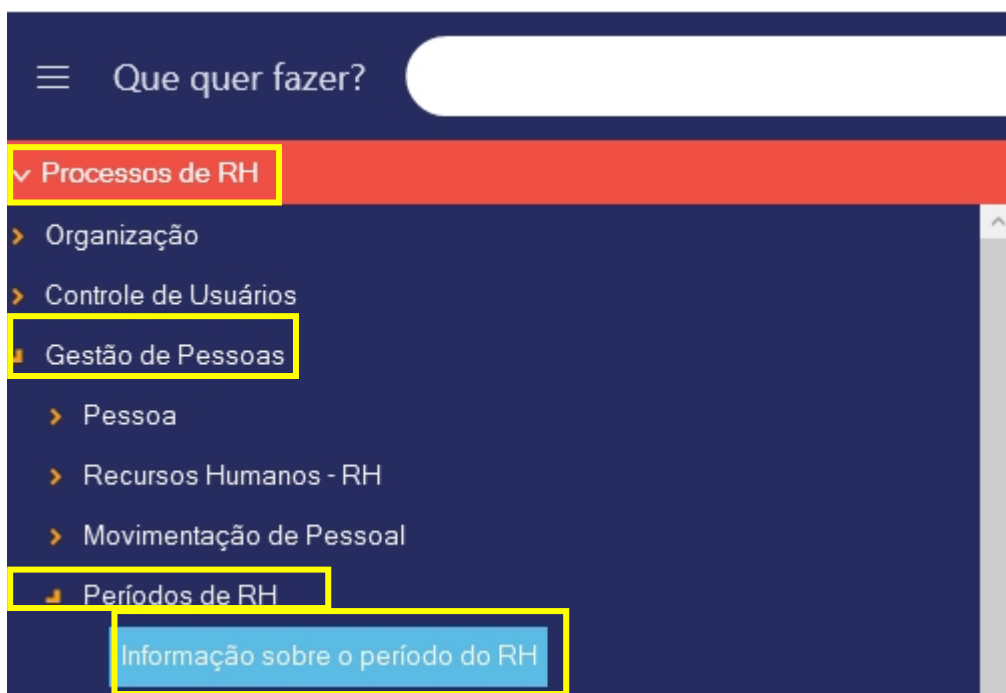 Que quer fazer?
Processos de RH
Organização
Controle de Usuários
Gestão de Pessoas
Pessoa
Recursos Humanos - RH
Movimentação de Pessoal
Períodos de RH
Informação sobre o período do RH